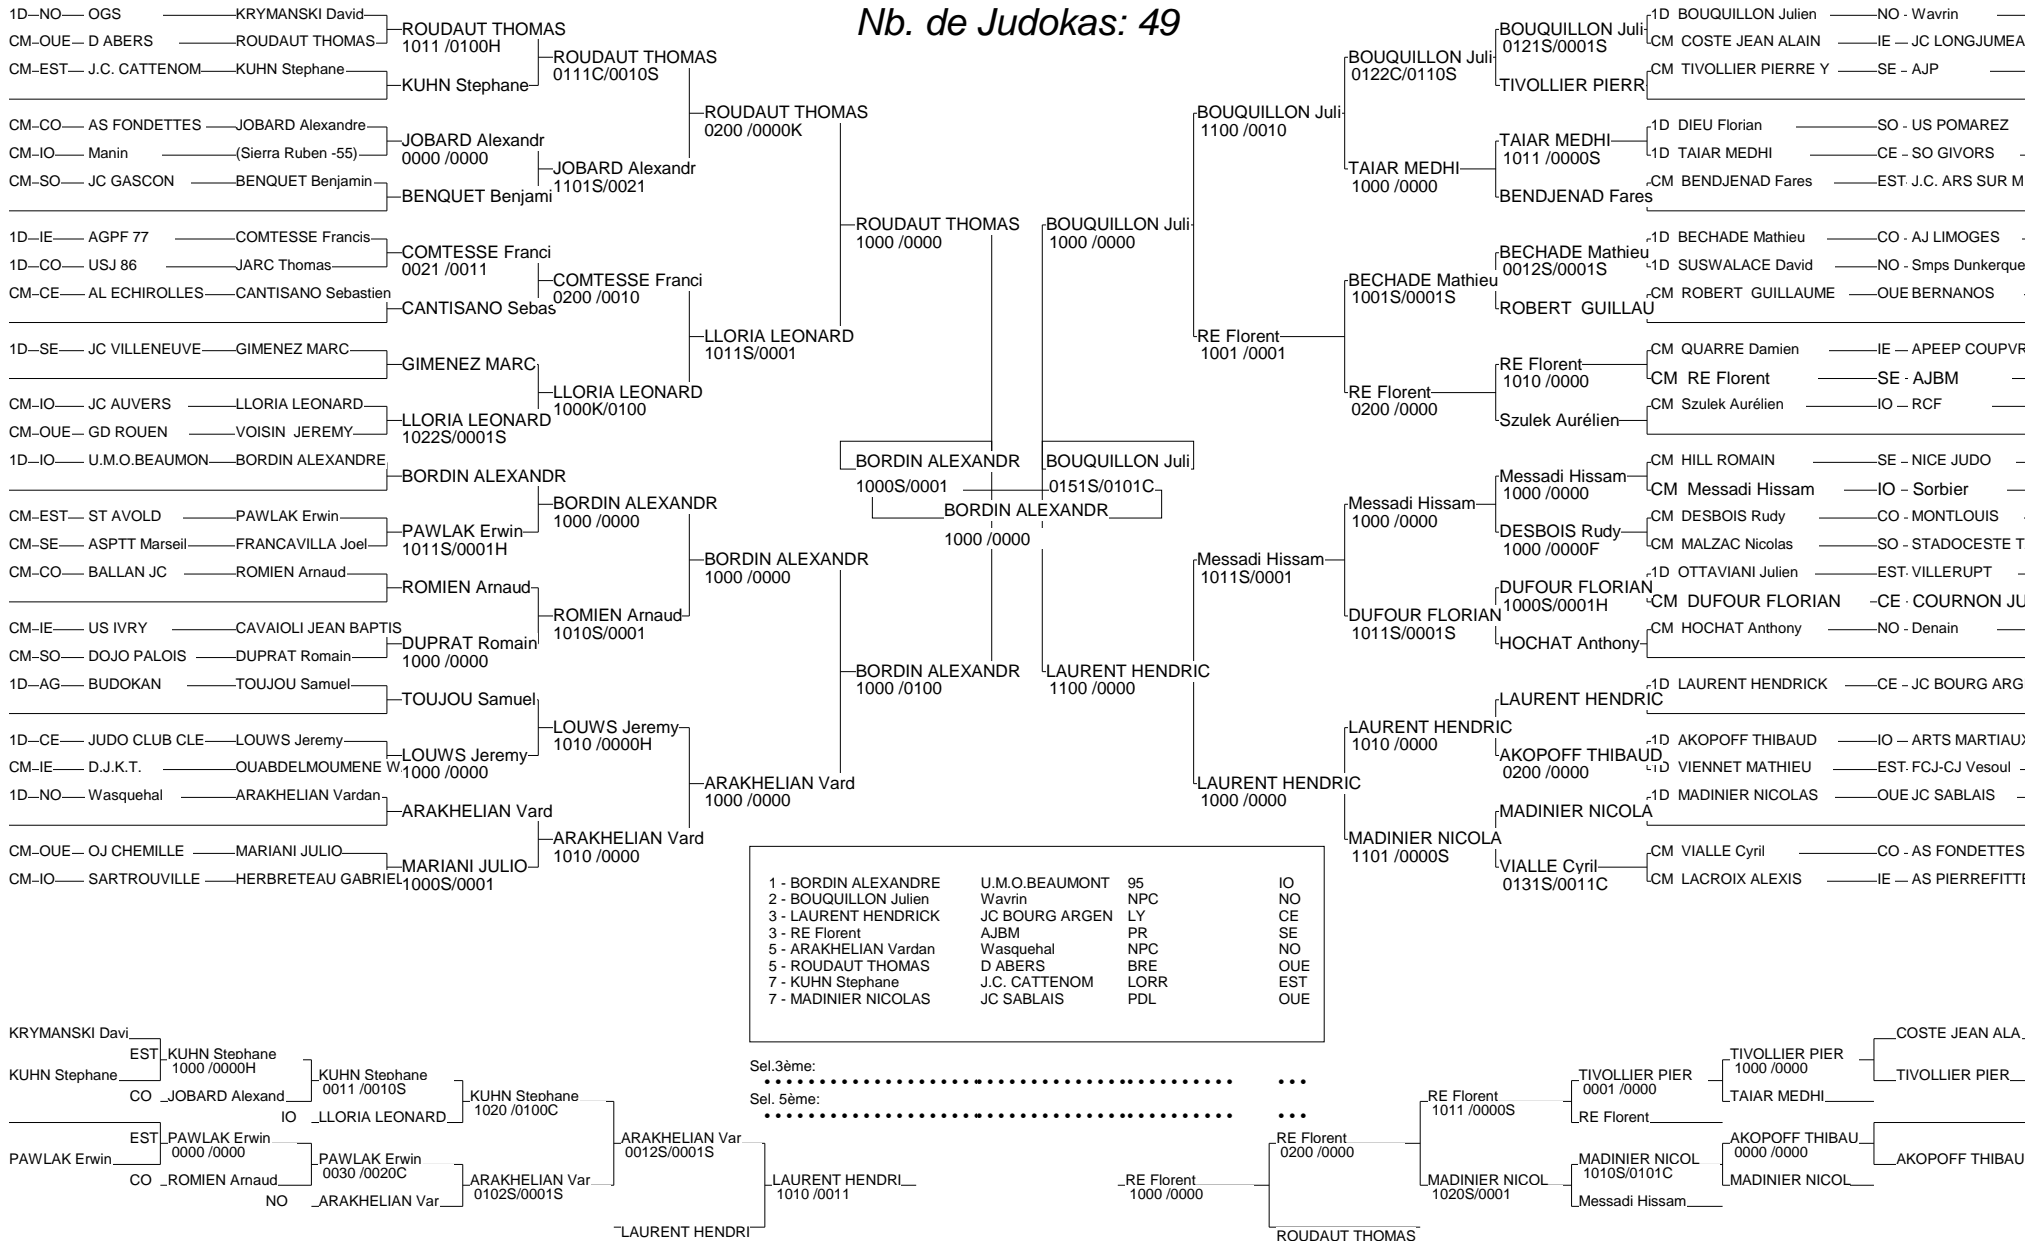 Nb. de Judokas: 49
1D NO OGS KRYMANSKI David
CM OUE D ABERS ROUDAUT THOMAS
CM EST J.C. CATTENOM KUHN Stephane
CM CO AS FONDETTES JOBARD Alexandre
CM IO Manin (Sierra Ruben -55)
CM SO JC GASCON BENQUET Benjamin
1D IE AGPF 77 COMTESSE Francis
1D CO USJ 86 JARC Thomas
CM CE AL ECHIROLLES CANTISANO Sebastien
1D SE JC VILLENEUVE GIMENEZ MARC
CM IO JC AUVERS LLORIA LEONARD
CM OUE GD ROUEN VOISIN JEREMY
1D IO U.M.O.BEAUMON BORDIN ALEXANDRE
CM EST ST AVOLD PAWLAK Erwin
CM SE ASPTT Marseil FRANCAVILLA Joel
CM CO BALLAN JC ROMIEN Arnaud
CM IE US IVRY CAVAIOLI JEAN BAPTIS
CM SO DOJO PALOIS DUPRAT Romain
1D AG BUDOKAN TOUJOU Samuel
1D CE JUDO CLUB CLE LOUWS Jeremy
CM IE D.J.K.T. OUABDELMOUMENE W
1D NO Wasquehal ARAKHELIAN Vardan
CM OUE OJ CHEMILLE MARIANI JULIO
CM IO SARTROUVILLE HERBRETEAU GABRIEL
ROUDAUT THOMAS
1011 /0100H
KUHN Stephane
JOBARD Alexandr
0000 /0000
BENQUET Benjami
COMTESSE Franci
0021 /0011
CANTISANO Sebas
GIMENEZ MARC
LLORIA LEONARD
1022S/0001S
BORDIN ALEXANDR
PAWLAK Erwin
1011S/0001H
ROMIEN Arnaud
DUPRAT Romain
1000 /0000
TOUJOU Samuel
LOUWS Jeremy
1000 /0000
ARAKHELIAN Vard
MARIANI JULIO
1000S/0001
ROUDAUT THOMAS
0111C/0010S
JOBARD Alexandr
1101S/0021
COMTESSE Franci
0200 /0010
LLORIA LEONARD
1000K/0100
BORDIN ALEXANDR
1000 /0000
ROMIEN Arnaud
1010S/0001
LOUWS Jeremy
1010 /0000H
ARAKHELIAN Vard
1010 /0000
ROUDAUT THOMAS
0200 /0000K
LLORIA LEONARD
1011S/0001
BORDIN ALEXANDR
1000 /0000
ARAKHELIAN Vard
1000 /0000
ROUDAUT THOMAS
1000 /0000
BORDIN ALEXANDR
1000 /0100
BORDIN ALEXANDR
1000S/0001
BOUQUILLON Juli
0151S/0101C
BORDIN ALEXANDR
1000 /0000
BOUQUILLON Juli
1000 /0000
LAURENT HENDRIC
1100 /0000
BOUQUILLON Juli
1100 /0010
RE Florent
1001 /0001
Messadi Hissam
1011S/0001
LAURENT HENDRIC
1000 /0000
BOUQUILLON Juli
0122C/0110S
TAIAR MEDHI
1000 /0000
BECHADE Mathieu
1001S/0001S
RE Florent
0200 /0000
Messadi Hissam
1000 /0000
DUFOUR FLORIAN
1011S/0001S
LAURENT HENDRIC
1010 /0000
MADINIER NICOLA
1101 /0000S
BOUQUILLON Juli
0121S/0001S
TIVOLLIER PIERR
TAIAR MEDHI
1011 /0000S
BENDJENAD Fares
BECHADE Mathieu
0012S/0001S
ROBERT GUILLAU
RE Florent
1010 /0000
Szulek Aurélien
Messadi Hissam
1000 /0000
DESBOIS Rudy
1000 /0000F
DUFOUR FLORIAN
1000S/0001H
HOCHAT Anthony
LAURENT HENDRIC
AKOPOFF THIBAUD
0200 /0000
MADINIER NICOLA
VIALLE Cyril
0131S/0011C
1D BOUQUILLON Julien NO - Wavrin
CM COSTE JEAN ALAIN IE JC LONGJUMEA
CM TIVOLLIER PIERRE Y SE - AJP
1D DIEU Florian SO - US POMAREZ
1D TAIAR MEDHI CE - SO GIVORS
CM BENDJENAD Fares EST- J.C. ARS SUR M
1D BECHADE Mathieu CO - AJ LIMOGES
1D SUSWALACE David NO - Smps Dunkerque
CM ROBERT GUILLAUME OUE BERNANOS
CM QUARRE Damien IE APEEP COUPVR
CM RE Florent SE - AJBM
CM Szulek Aurélien IO RCF
CM HILL ROMAIN SE - NICE JUDO
CM Messadi Hissam IO Sorbier
CM DESBOIS Rudy CO - MONTLOUIS
CM MALZAC Nicolas SO - STADOCESTE T
1D OTTAVIANI Julien EST- VILLERUPT
CM DUFOUR FLORIAN CE - COURNON JU
CM HOCHAT Anthony NO - Denain
1D LAURENT HENDRICK CE - JC BOURG ARG
1D AKOPOFF THIBAUD IO ARTS MARTIAUX
1D VIENNET MATHIEU EST- FCJ-CJ Vesoul
1D MADINIER NICOLAS OUE JC SABLAIS
CM VIALLE Cyril CO - AS FONDETTES
CM LACROIX ALEXIS IE AS PIERREFITTE
1 - BORDIN ALEXANDRE U.M.O.BEAUMONT 95 IO
2 - BOUQUILLON Julien Wavrin NPC NO
3 - LAURENT HENDRICK JC BOURG ARGEN LY CE
3 - RE Florent AJBM PR SE
5 - ARAKHELIAN Vardan Wasquehal NPC NO
5 - ROUDAUT THOMAS D ABERS BRE OUE
7 - KUHN Stephane J.C. CATTENOM LORR EST
7 - MADINIER NICOLAS JC SABLAIS PDL OUE
Sel.3ème:
Sel. 5ème:
KRYMANSKI Davi
KUHN Stephane
PAWLAK Erwin
EST KUHN Stephane
1000 /0000H
CO JOBARD Alexand
EST PAWLAK Erwin
0000 /0000
CO ROMIEN Arnaud
KUHN Stephane
0011 /0010S
IO LLORIA LEONARD
PAWLAK Erwin
0030 /0020C
NO ARAKHELIAN Var
KUHN Stephane
1020 /0100C
ARAKHELIAN Var
0102S/0001S
ARAKHELIAN Var
0012S/0001S
LAURENT HENDRI
LAURENT HENDRI
1010 /0011
RE Florent
1000 /0000
RE Florent
0200 /0000
ROUDAUT THOMAS
RE Florent
1011 /0000S
MADINIER NICOL
1020S/0001
TIVOLLIER PIER
0001 /0000
RE Florent
MADINIER NICOL
1010S/0101C
Messadi Hissam
TIVOLLIER PIER
1000 /0000
TAIAR MEDHI
AKOPOFF THIBAU
0000 /0000
MADINIER NICOL
COSTE JEAN ALA
TIVOLLIER PIER
AKOPOFF THIBAU